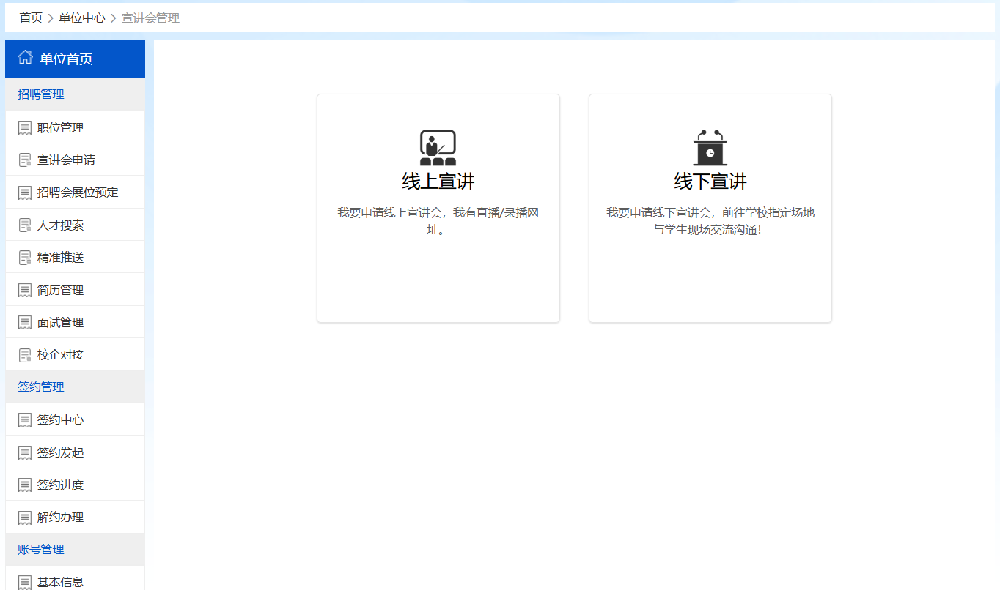 首页 > 单位中心 > 宣讲会管理
单位首页
招聘管理
职位管理
宣讲会申请
招聘会展位预定
人才搜索
精准推送
简历管理
面试管理
校企对接
签约管理
签约中心
签约发起
签约进度
解约办理
账号管理
基本信息
线上宣讲
我要申请线上宣讲会，我有直播/录播网
址。
线下宣讲
我要申请线下宣讲会，前往学校指定场地
与学生现场交流沟通！